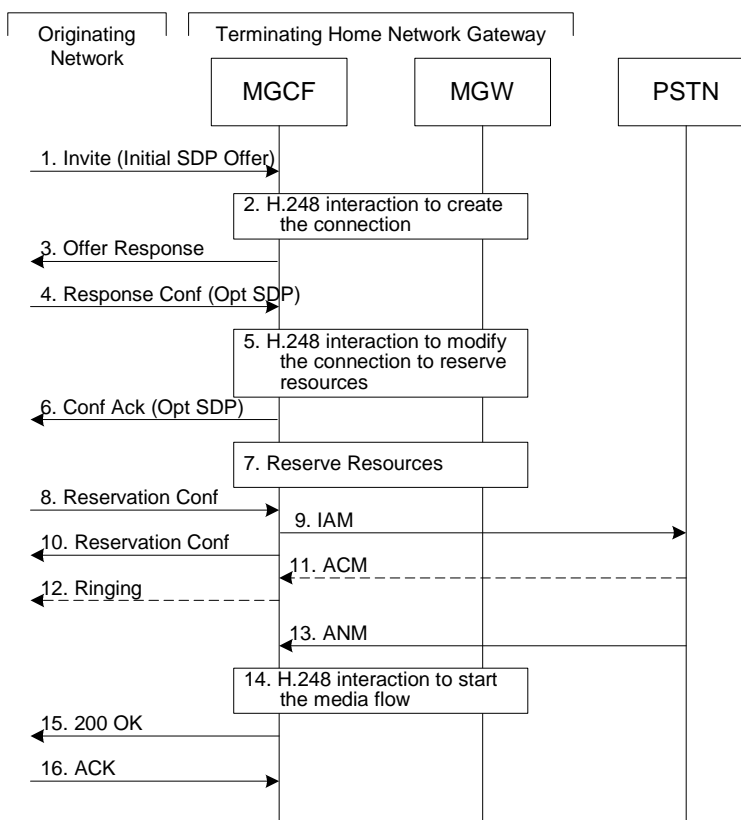 Originating
Network
Terminating Home Network Gateway
MGCF
MGW
PSTN
1. Invite (Initial SDP Offer)
2. H.248 interaction to create
the connection
3. Offer Response
4. Response Conf (Opt SDP)
5. H.248 interaction to modify
the connection to reserve
resources
6. Conf Ack (Opt SDP)
7. Reserve Resources
8. Reservation Conf
9. IAM
10. Reservation Conf
11. ACM
12. Ringing
13. ANM
14. H.248 interaction to start
the media flow
15. 200 OK
16. ACK